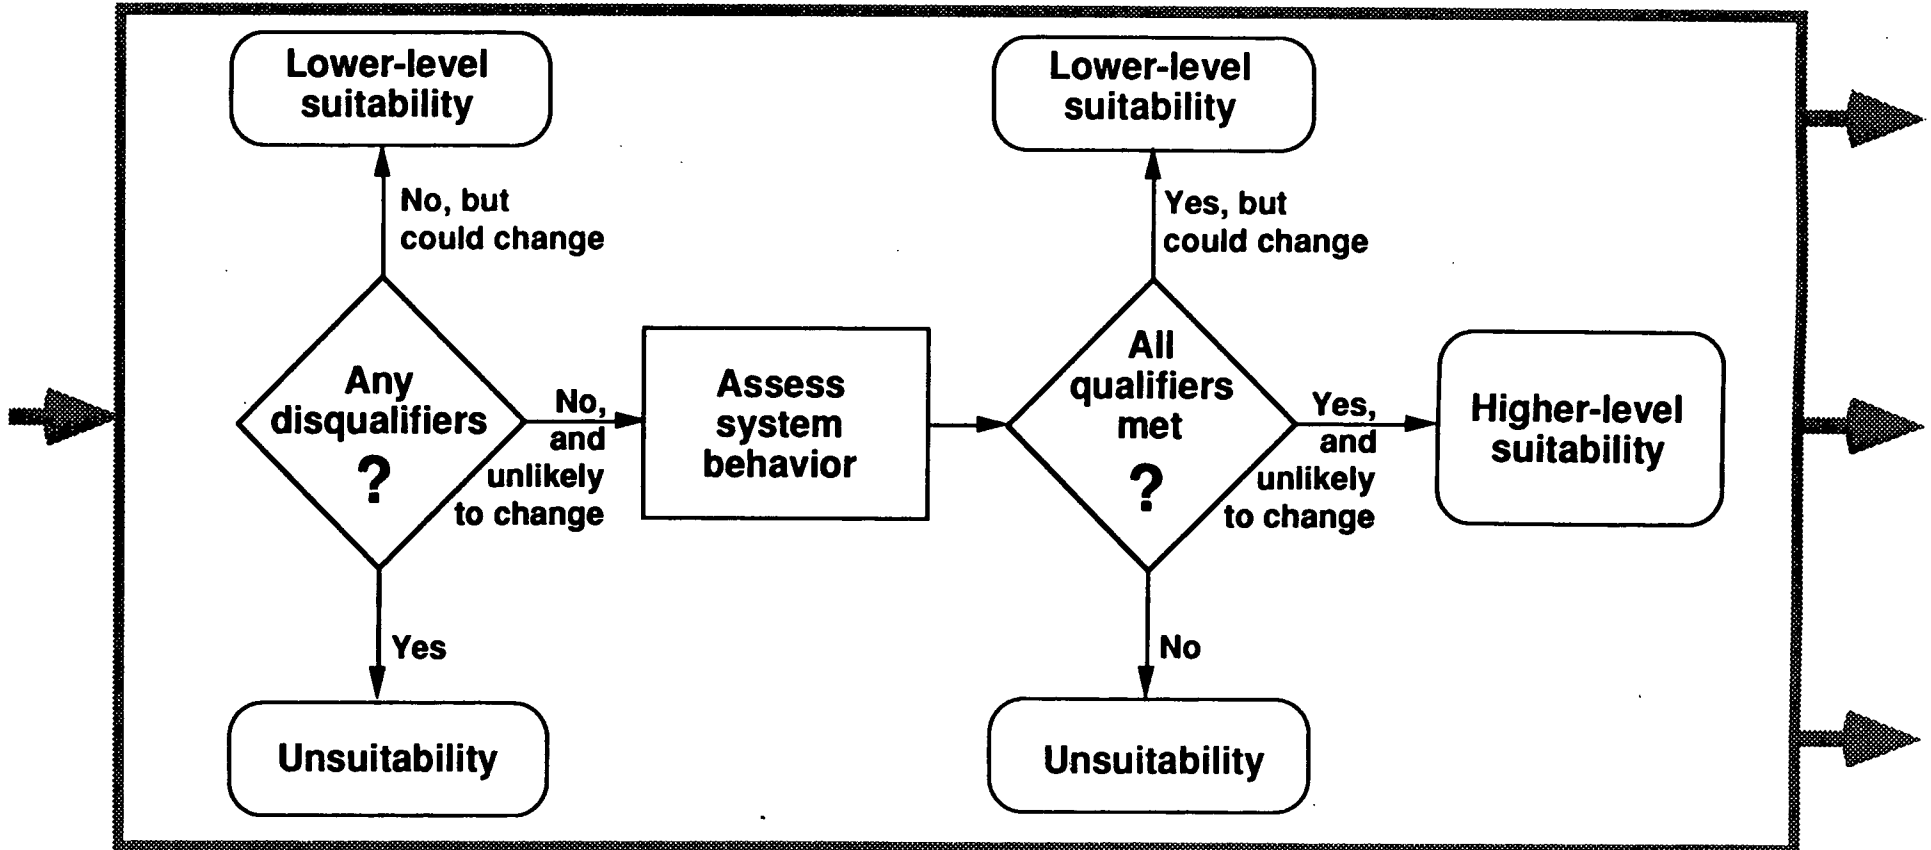 Lower-level
suitability
No, but
could change
Any
disqualifiers
?
No,
and
unlikely
to change
Yes
Unsuitability
Assess
system
behavior
Lower-level
suitability
Yes, but
could change
All
qualifiers
met
?
Yes,
and
unlikely
to change
No
Unsuitability
Higher-level
suitability